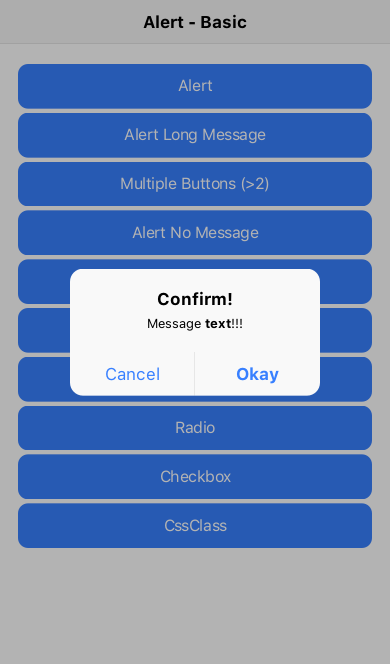 Alert - Basic
Alert
Alert Long Message
Multiple Buttons (>2)
Alert No Message
Confirm!
Message text!!!
Cancel
Okay
Radio
Checkbox
CssClass